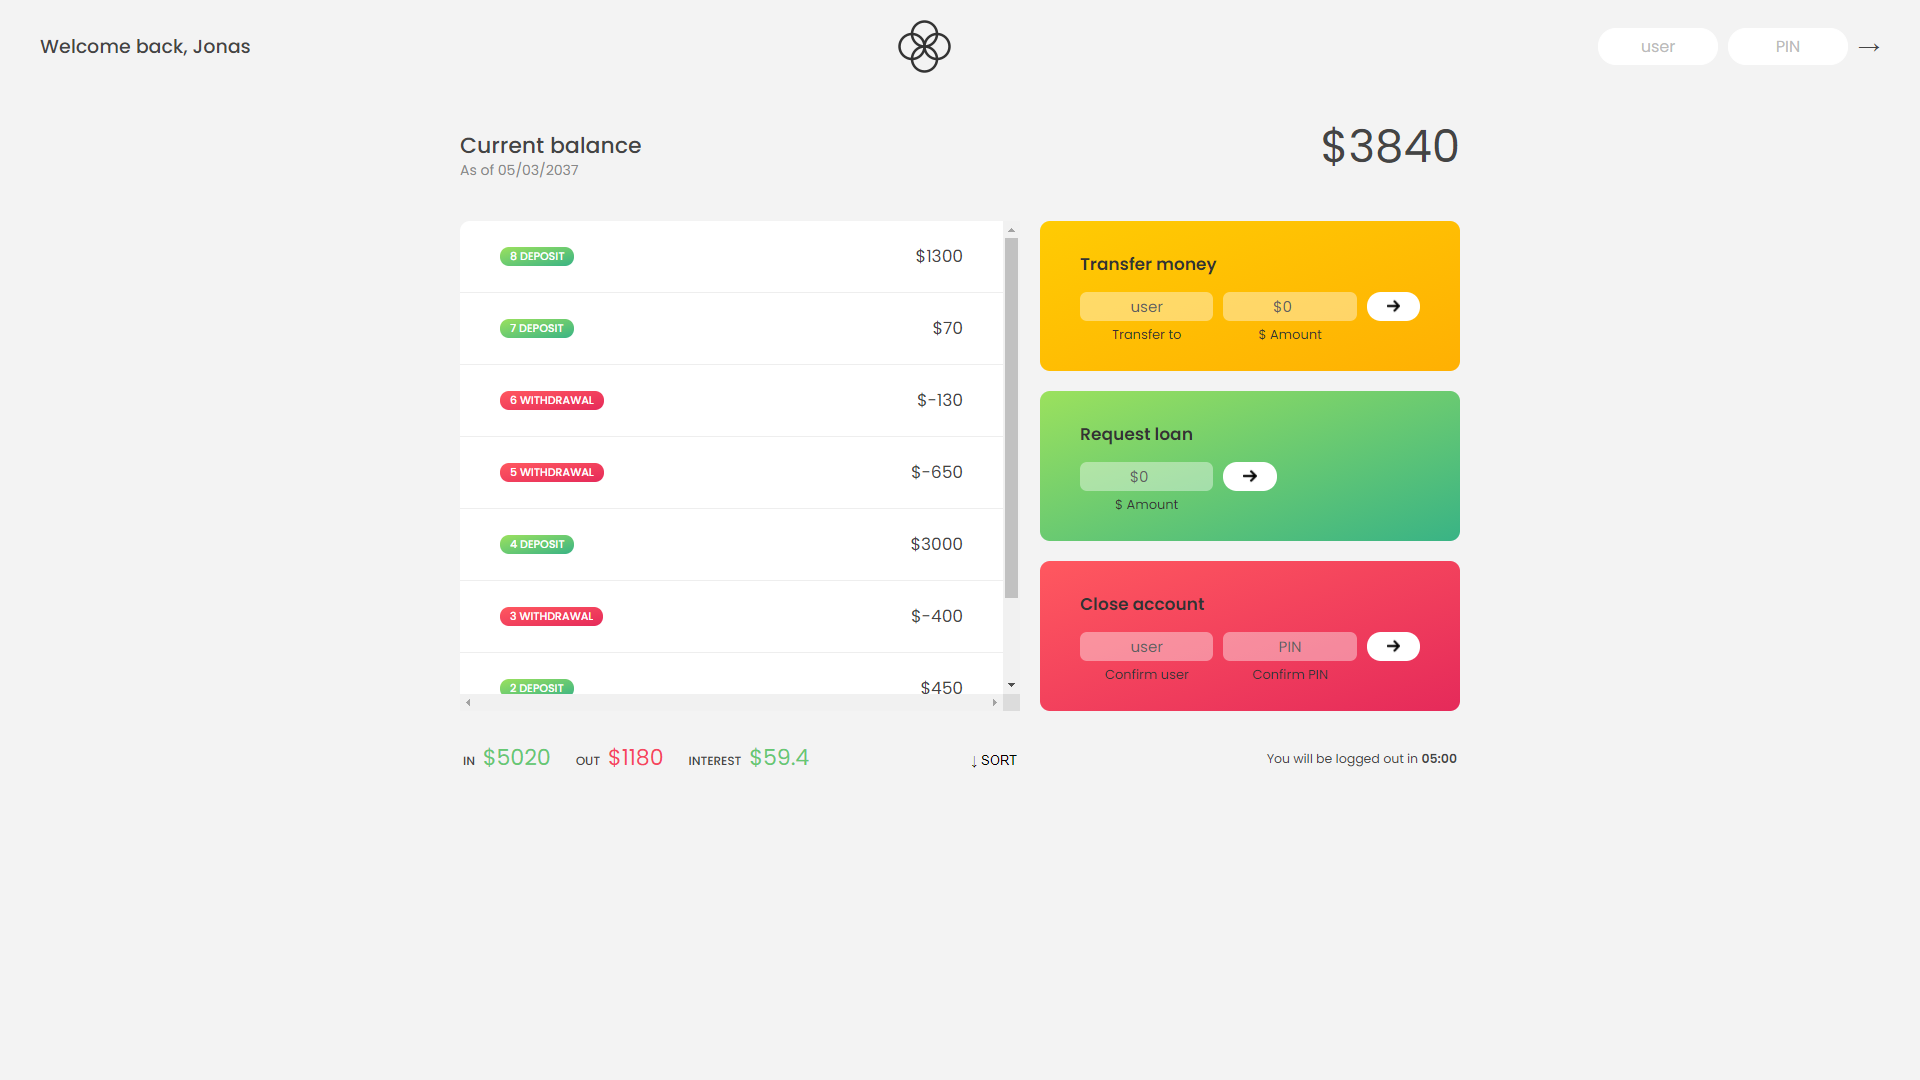 Welcome back, Jonas
user
PIN
→
Current balance
As of 05/03/2037
$3840
8 DEPOSIT
$1300
7 DEPOSIT
$70
6 WITHDRAWAL
$-130
5 WITHDRAWAL
$-650
4 DEPOSIT
$3000
3 WITHDRAWAL
$-400
2 DEPOSIT
$450
Transfer money
user
$0
→
Transfer to
$ Amount
Request loan
$0
→
$ Amount
Close account
user
PIN
→
Confirm user
Confirm PIN
IN $5020
OUT $1180
INTEREST $59.4
↓ SORT
You will be logged out in 05:00